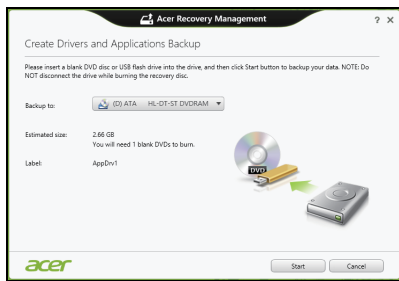 Acer Recovery Management
? X
Create Drivers and Applications Backup
Please insert a blank DVD disc or USB flash drive into the drive, and then click Start button to backup your data. NOTE: Do
NOT disconnect the drive while burning the recovery disc.
Backup to: (D) ATA HL-DT-ST DVDRAM
Estimated size: 2.66 GB
You will need 1 blank DVDs to burn.
Label: AppDrv1
DVD
acer Start Cancel